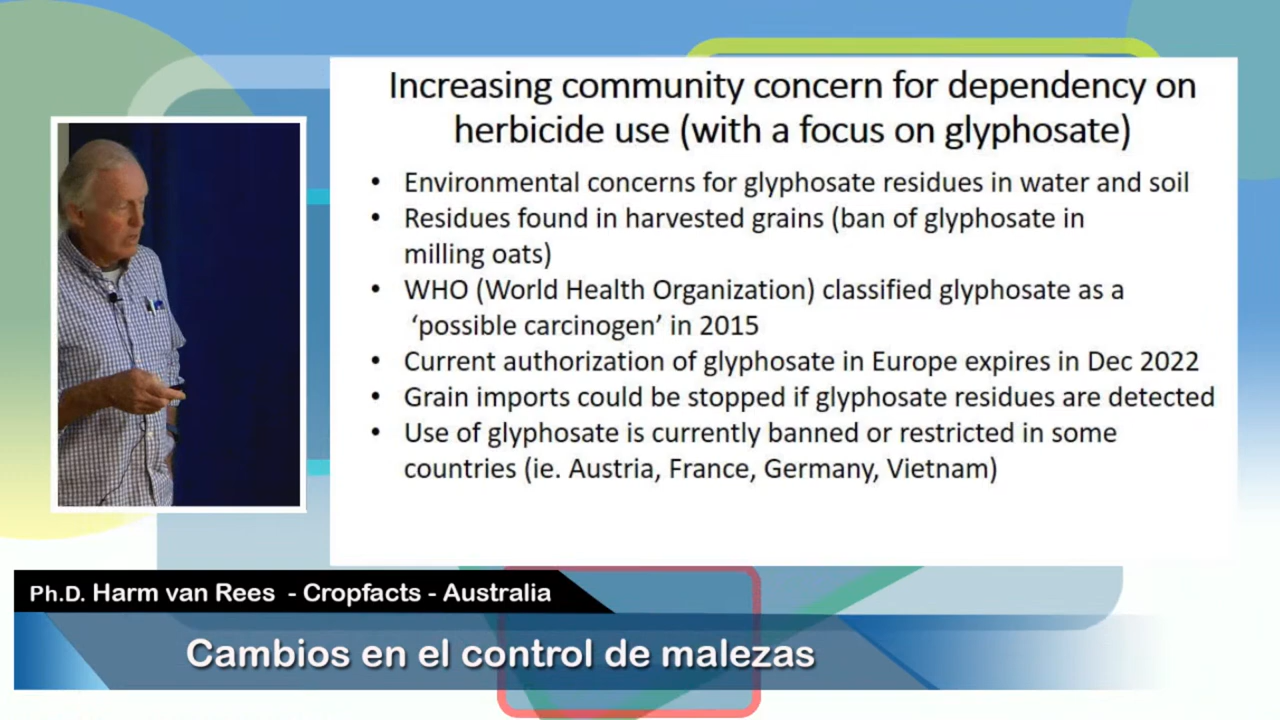 Increasing community concern for dependency on
herbicide use (with a focus on glyphosate)
• Environmental concerns for glyphosate residues in water and soil
• Residues found in harvested grains (ban of glyphosate in
milling oats)
• WHO (World Health Organization) classified glyphosate as a
‘possible carcinogen’ in 2015
• Current authorization of glyphosate in Europe expires in Dec 2022
• Grain imports could be stopped if glyphosate residues are detected
• Use of glyphosate is currently banned or restricted in some
countries (ie. Austria, France, Germany, Vietnam)
Ph.D. Harm van Rees - Cropfacts - Australia
Cambios en el control de malezas